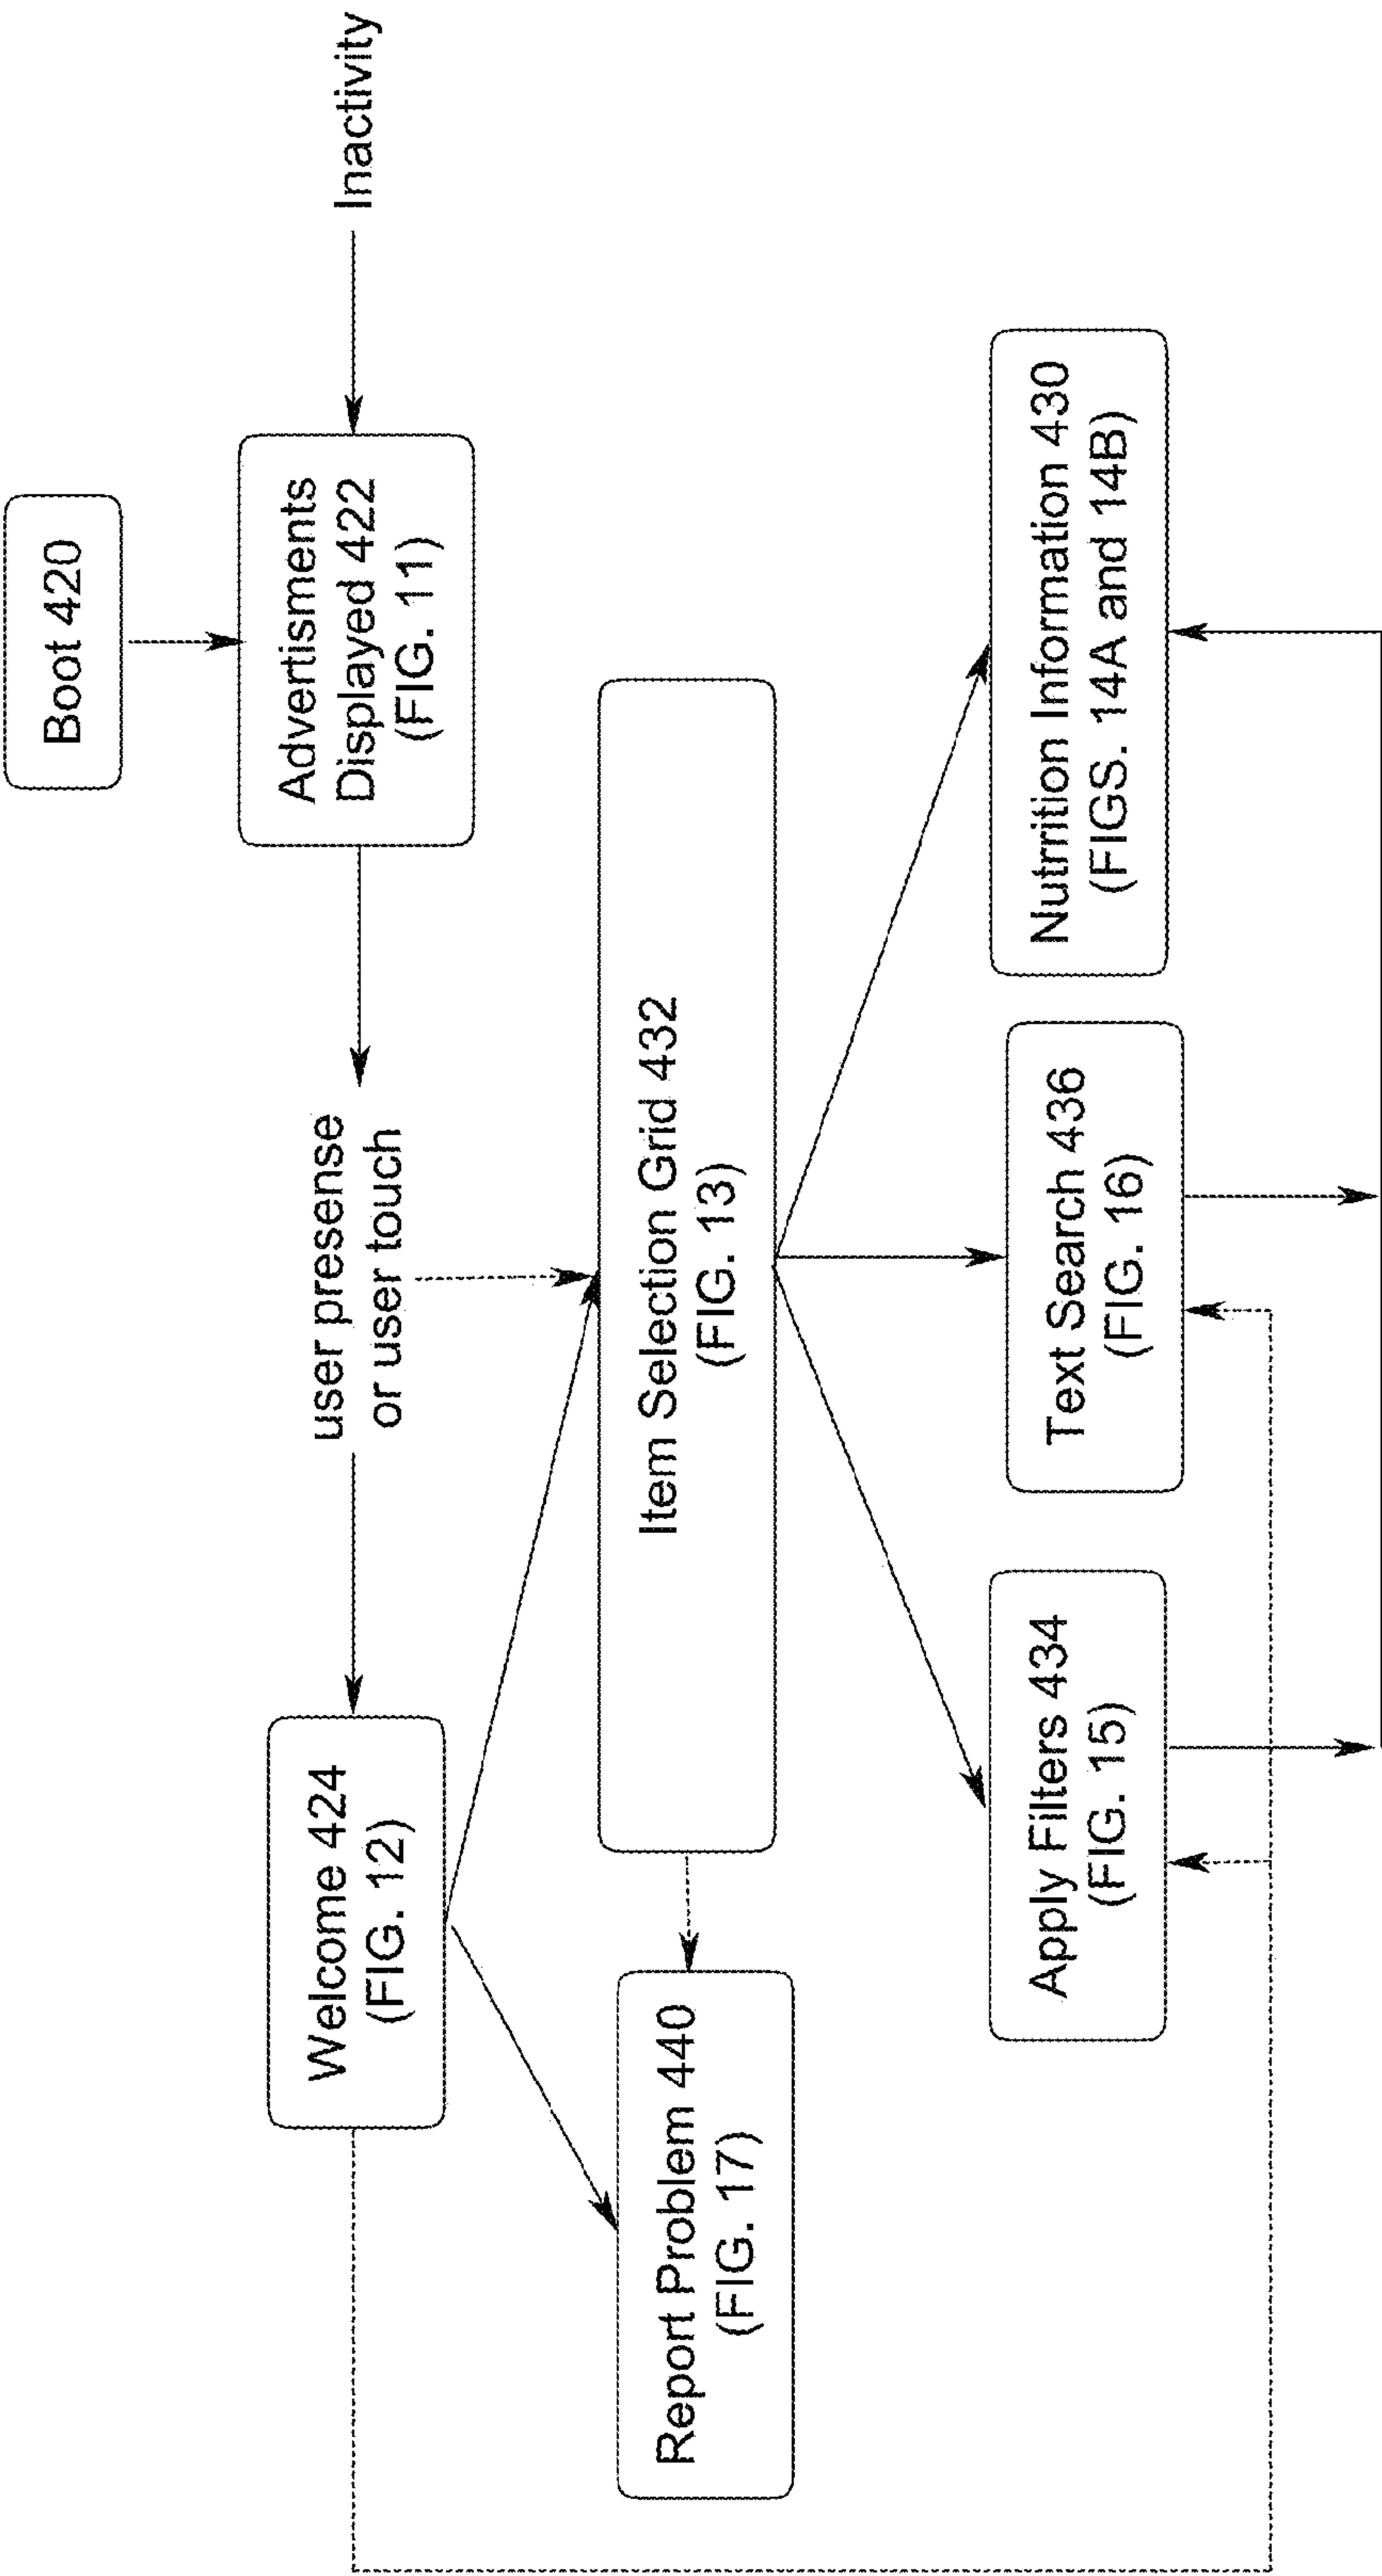 Boot 420
Advertisments
Displayed 422
(FIG. 11)
Inactivity
user presense
or user touch
Welcome 424
(FIG. 12)
Item Selection Grid 432
(FIG. 13)
Report Problem 440
(FIG. 17)
Apply Filters 434
(FIG. 15)
Text Search 436
(FIG. 16)
Nutrition Information 430
(FIGS. 14A and 14B)